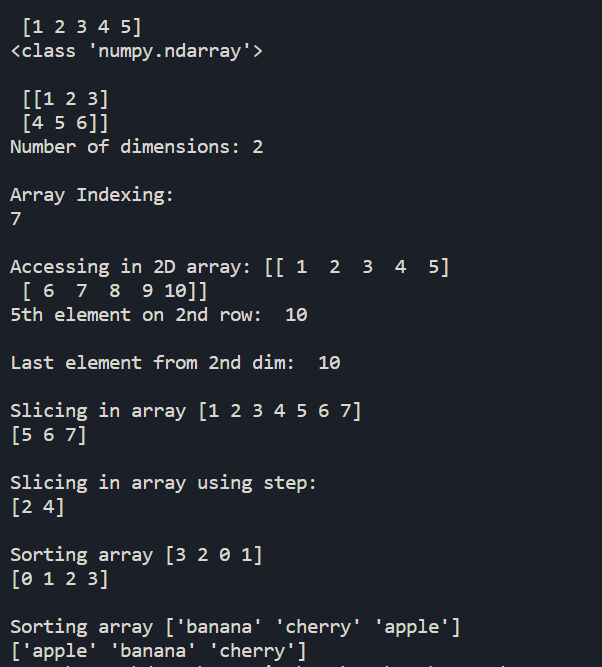 [1 2 3 4 5]
<class 'numpy.ndarray'>
[[1 2 3]
[4 5 6]]
Number of dimensions: 2
Array Indexing:
7
Accessing in 2D array: [[ 1  2  3  4  5]
[ 6  7  8  9 10]]
5th element on 2nd row:  10
Last element from 2nd dim:  10
Slicing in array [1 2 3 4 5 6 7]
[5 6 7]
Slicing in array using step:
[2 4]
Sorting array [3 2 0 1]
[0 1 2 3]
Sorting array ['banana' 'cherry' 'apple']
['apple' 'banana' 'cherry']